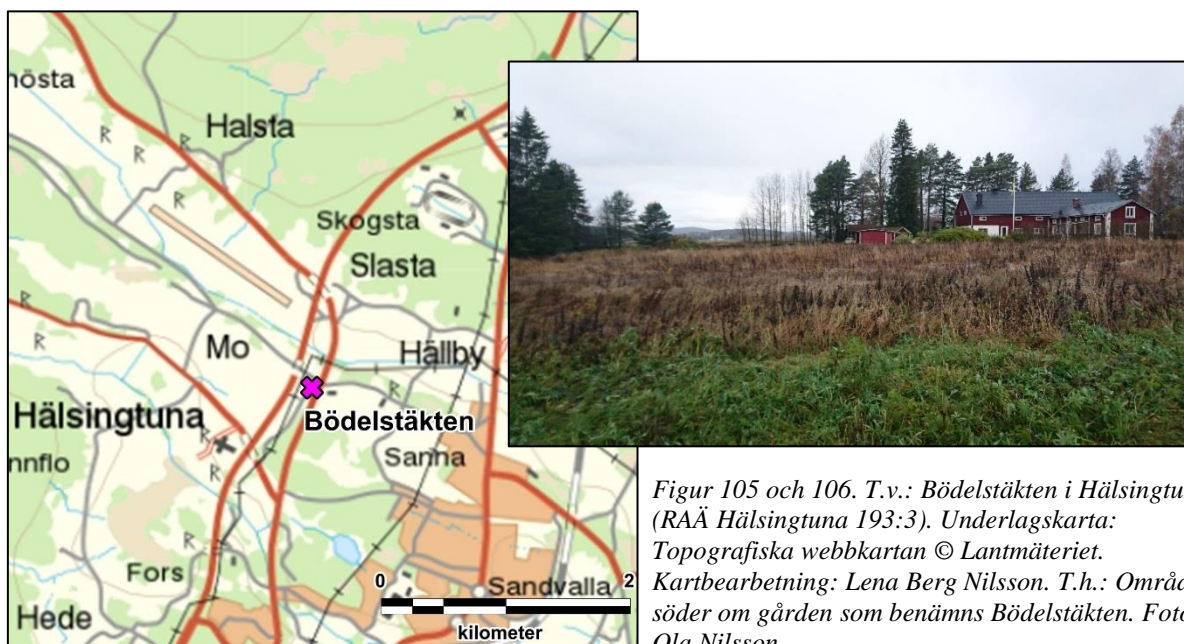 nösta
Halsta
Skogsta
Slasta
Mo
Hällby
Hälsingtuna
Bödelstäkten
nnflo
Sanna
Fors
0
Sandvalla
2
Hede
kilometer
R
R
R
R
R
R
R
R
Figur 105 och 106. T.v.: Bödelstäkten i Hälsingtu
(RAÄ Hälsingtuna 193:3). Underlagskarta:
Topografiska webbkartan © Lantmäteriet.
Kartbearbetning: Lena Berg Nilsson. T.h.: Områd
söder om gården som benämns Bödelstäkten. Foto
Ola Nilsson